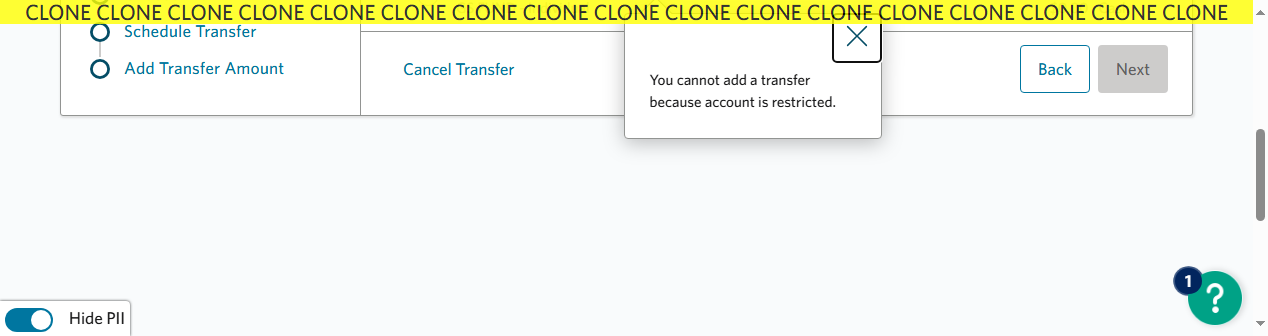 CLONE CLONE CLONE CLONE CLONE CLONE CLONE CLONE CLONE CLONE CLONE CLONE CLONE CLONE CLONE CLONE CLONE
Schedule Transfer
Add Transfer Amount
Cancel Transfer
You cannot add a transfer
because account is restricted.
Back
Next
1
?
Hide PII